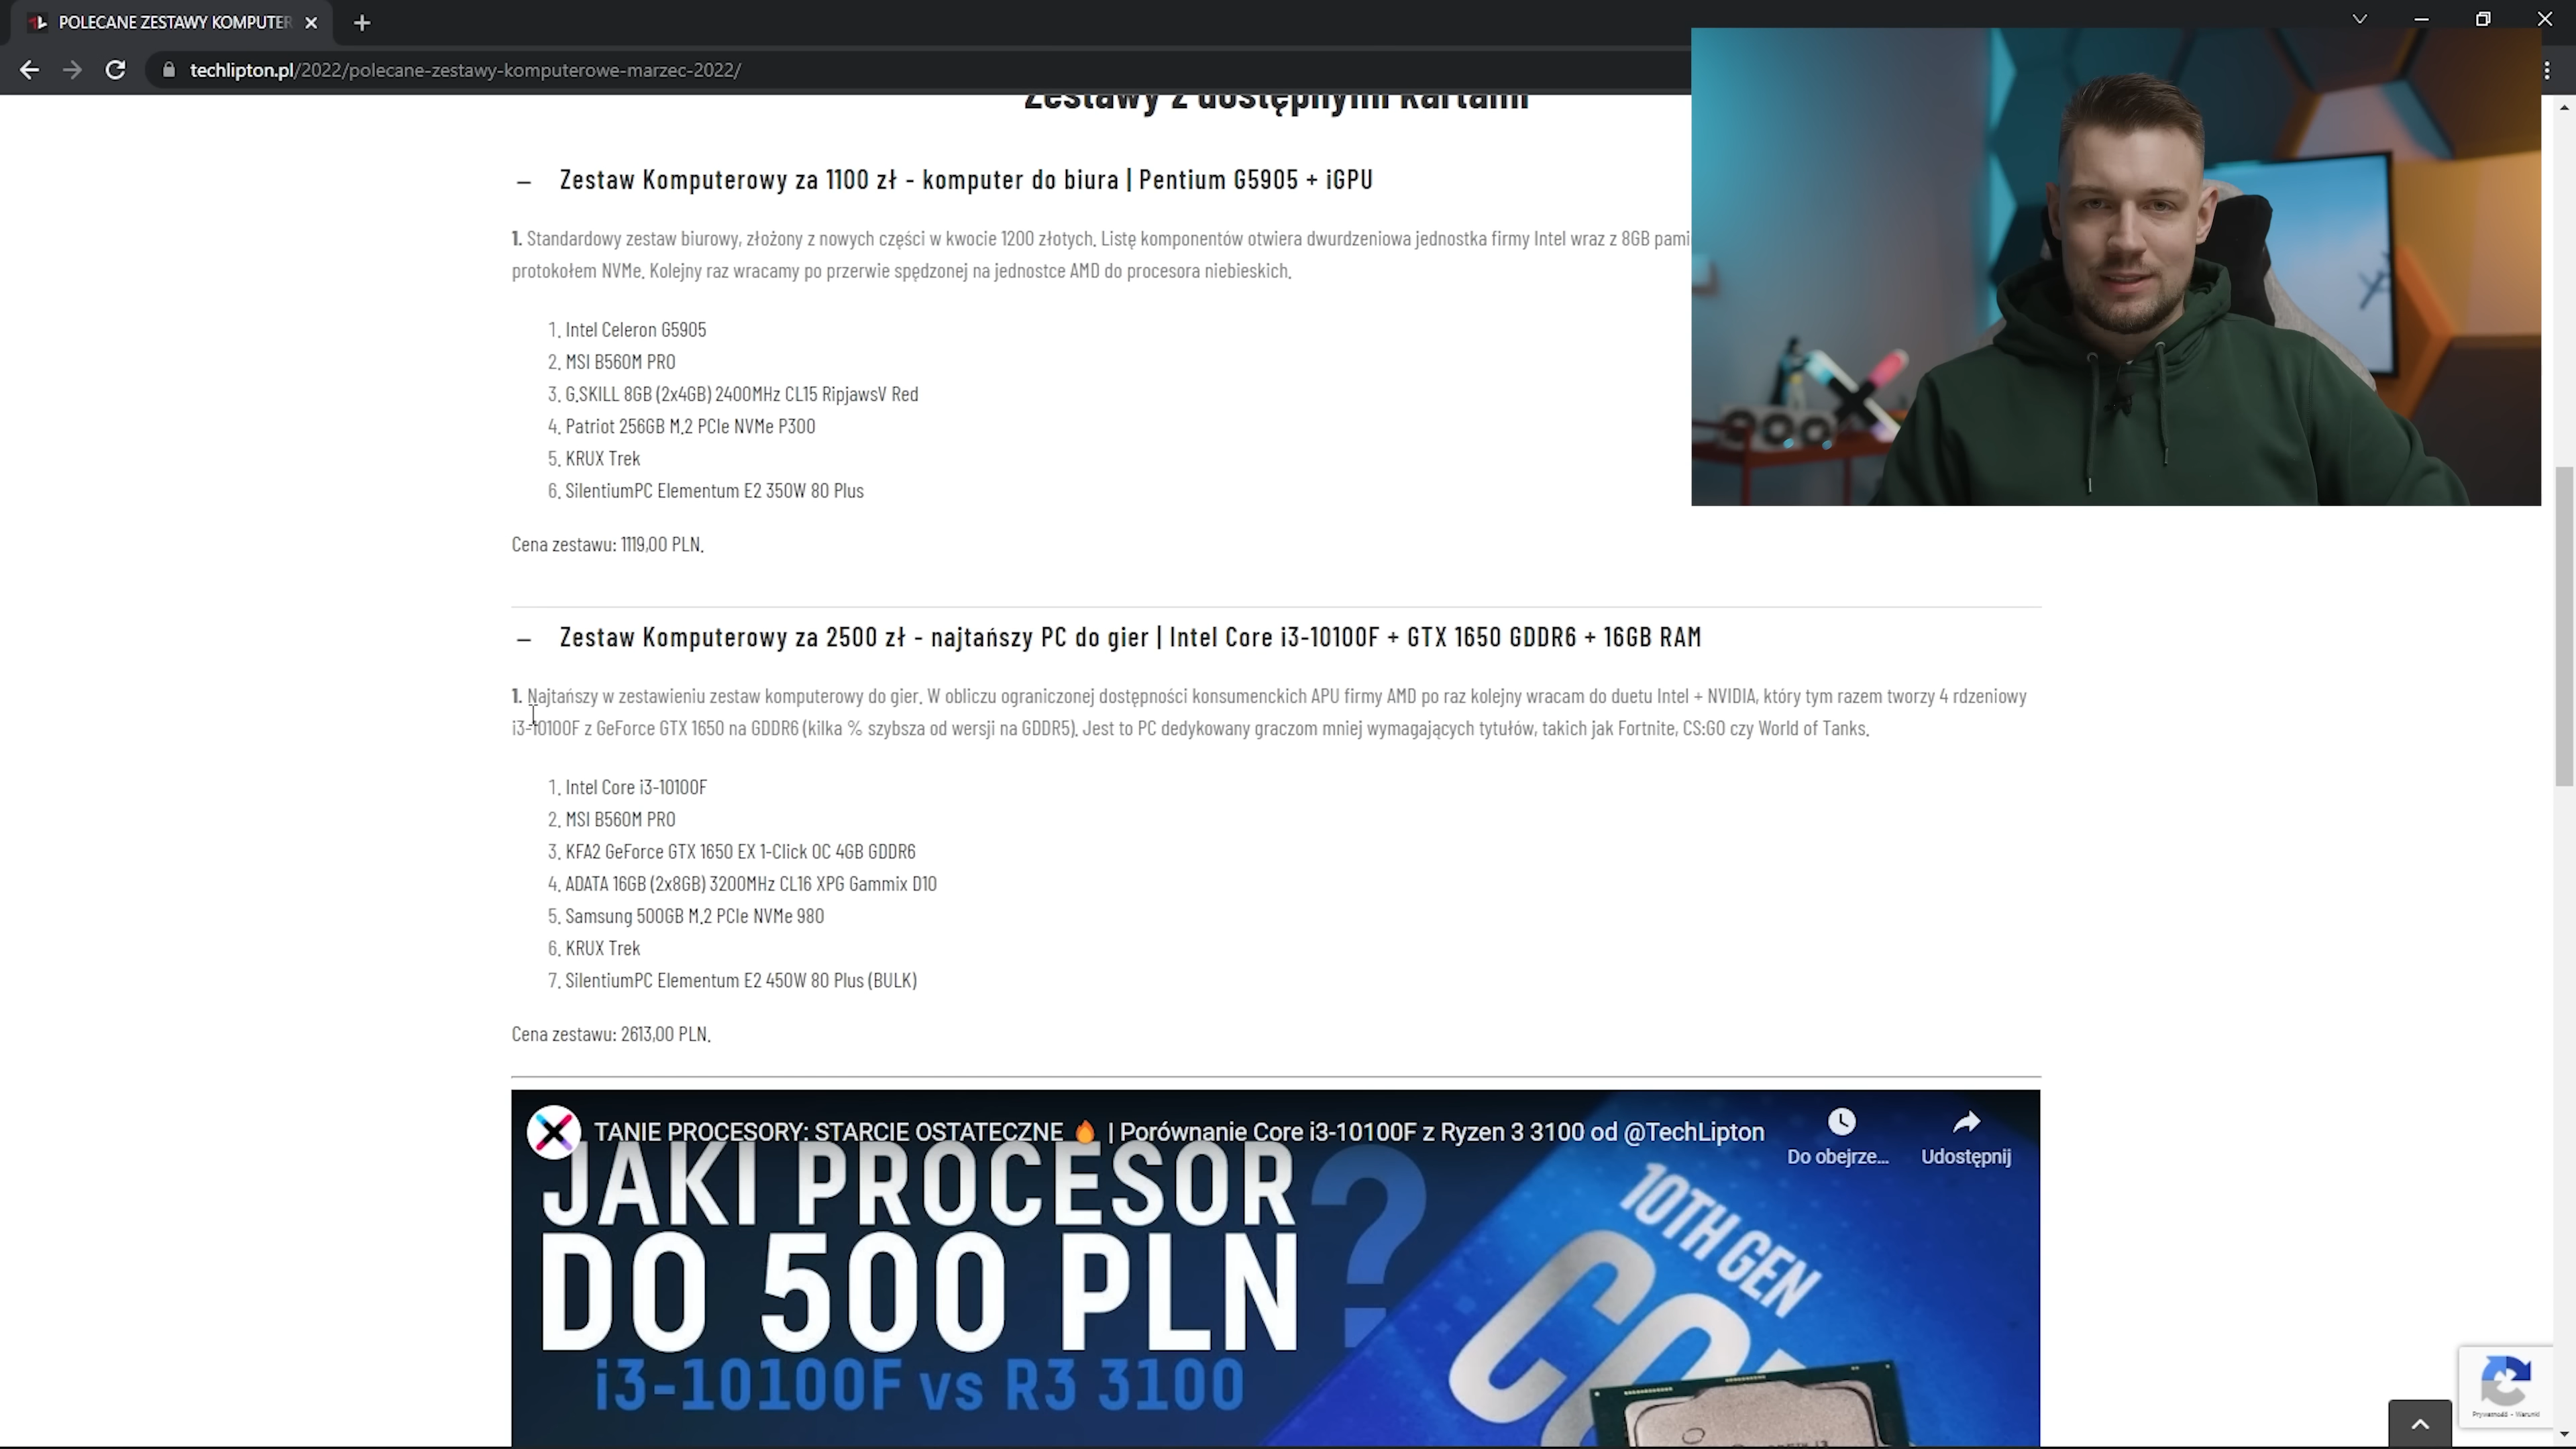 POLECANE ZESTAWY KOMPUTER
techlipton.pl/2022/polecane-zestawy-komputerowe-marzec-2022/
Zestawy z dostępnymi kartami
– Zestaw Komputerowy za 1100 zł - komputer do biura | Pentium G5905 + iGPU
1. Standardowy zestaw biurowy, złożony z nowych części w kwocie 1200 złotych. Listę komponentów otwiera dwurdzeniowa jednostka firmy Intel wraz z 8GB pami
protokołem NVMe. Kolejny raz wracamy po przerwie spędzonej na jednostce AMD do procesora niebieskich.
1. Intel Celeron G5905
2. MSI B560M PRO
3. G.SKILL 8GB (2x4GB) 2400MHz CL15 RipjawsV Red
4. Patriot 256GB M.2 PCIe NVMe P300
5. KRUX Trek
6. SilentiumPC Elementum E2 350W 80 Plus
Cena zestawu: 1119,00 PLN.
– Zestaw Komputerowy za 2500 zł - najtańszy PC do gier | Intel Core i3-10100F + GTX 1650 GDDR6 + 16GB RAM
1. Najtańszy w zestawieniu zestaw komputerowy do gier. W obliczu ograniczonej dostępności konsumenckich APU firmy AMD po raz kolejny wracam do duetu Intel + NVIDIA, który tym razem tworzy 4 rdzeniowy
i3-10100F z GeForce GTX 1650 na GDDR6 (kilka % szybsza od wersji na GDDR5). Jest to PC dedykowany graczom mniej wymagających tytułów, takich jak Fortnite, CS:GO czy World of Tanks.
1. Intel Core i3-10100F
2. MSI B560M PRO
3. KFA2 GeForce GTX 1650 EX 1-Click OC 4GB GDDR6
4. ADATA 16GB (2x8GB) 3200MHz CL16 XPG Gammix D10
5. Samsung 500GB M.2 PCIe NVMe 980
6. KRUX Trek
7. SilentiumPC Elementum E2 450W 80 Plus (BULK)
Cena zestawu: 2613,00 PLN.
TANIE PROCESORY: STARCIE OSTATECZNE 🔥 | Porównanie Core i3-10100F z Ryzen 3 3100 od @TechLipton
Do obejrze... Udostępnij
JAKI PROCESOR
DO 500 PLN ?
i3-10100F vs R3 3100
10TH GEN
Prywatność - Warunki